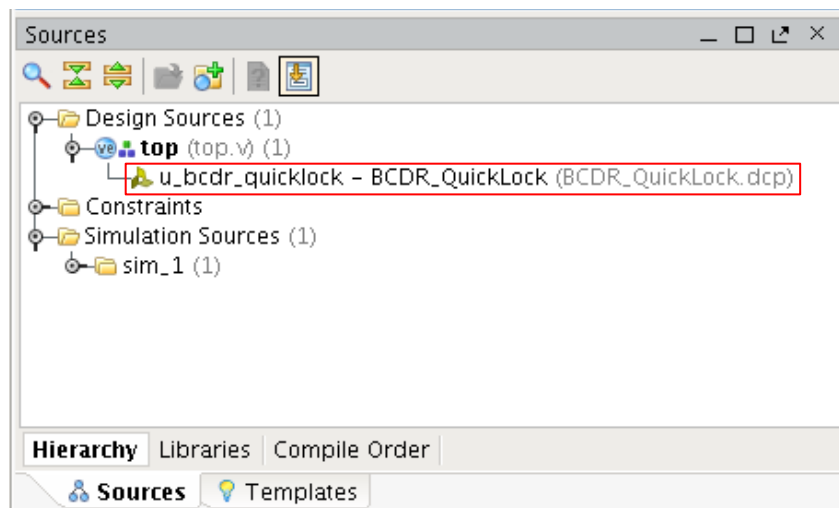 Sources
Design Sources (1)
top (top.v) (1)
u_bcdr_quicklock – BCDR_QuickLock (BCDR_QuickLock.dcp)
Constraints
Simulation Sources (1)
sim_1 (1)
Hierarchy Libraries Compile Order
Sources Templates